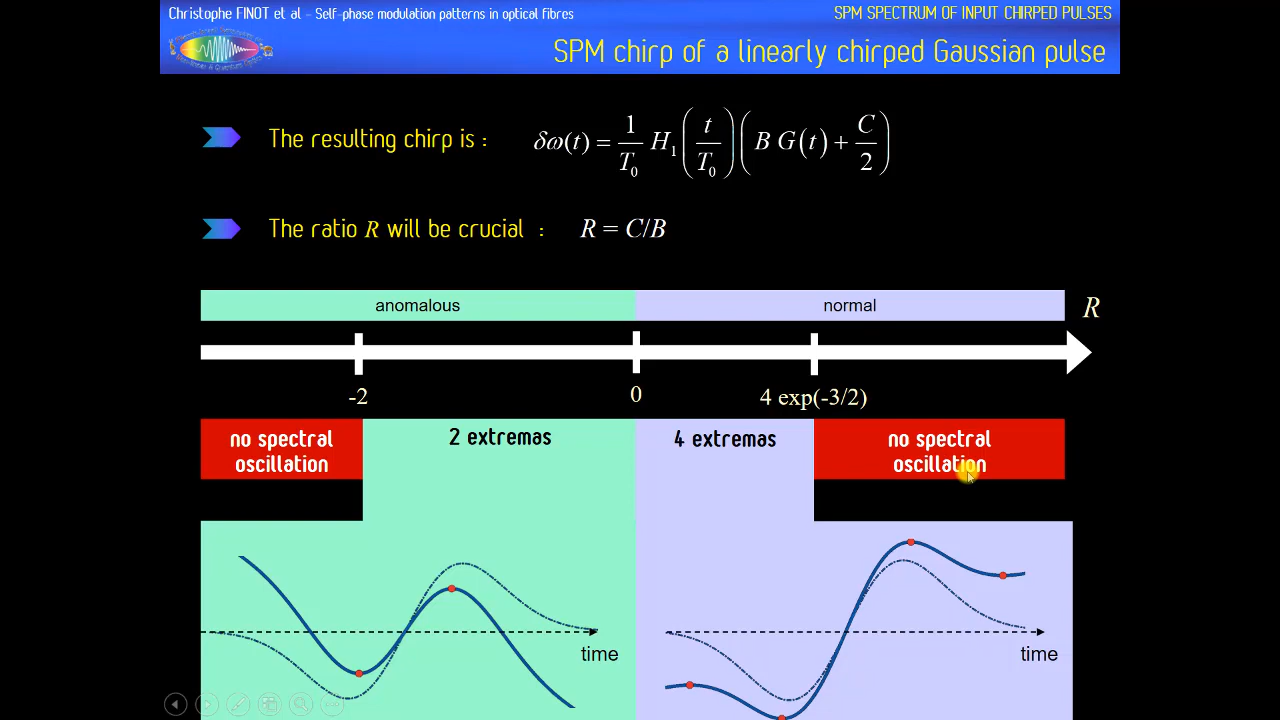 Christophe FINOT et al – Self-phase modulation patterns in optical fibres
SPM SPECTRUM OF INPUT CHIRPED PULSES
SPM chirp of a linearly chirped Gaussian pulse
The resulting chirp is : δω(t) = 1/T₀ H₁(t/T₀)(B G(t) + C/2)
The ratio R will be crucial : R = C/B
anomalous normal R
-2 0 4 exp(-3/2)
no spectral oscillation
2 extremas
4 extremas
no spectral oscillation
time
time